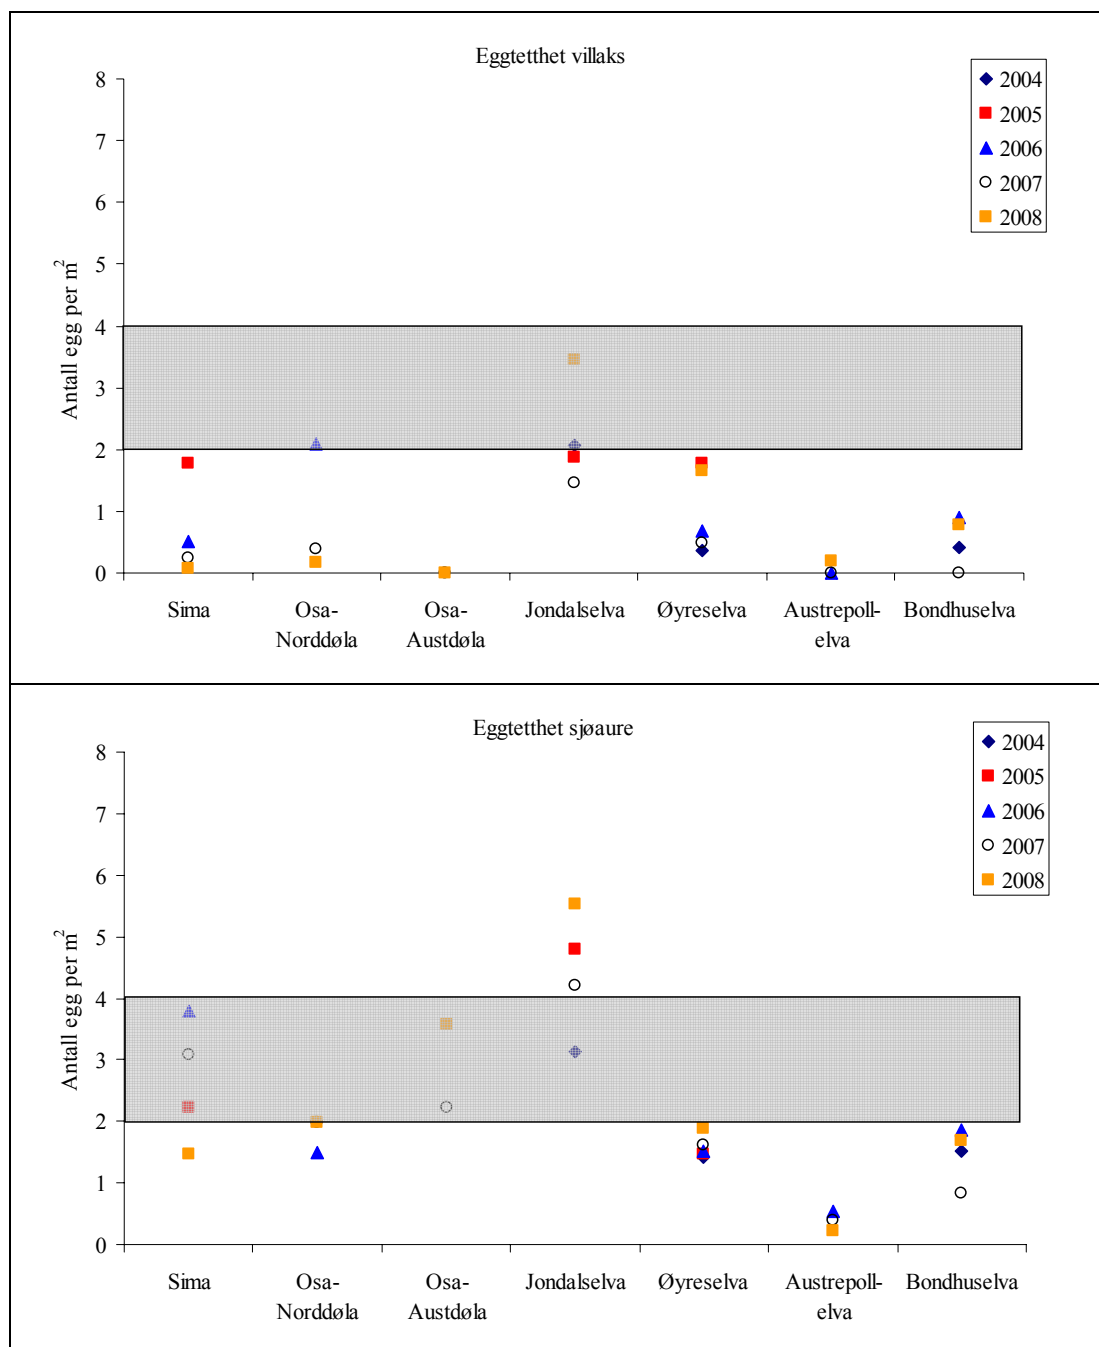 Eggtetthet villaks
8
7
6
5
4
3
2
1
0
Antall egg per m²
2004
2005
2006
2007
2008
Sima
Osa-
Norddøla
Osa-
Austdøla
Jondalselva
Øyreselva
Austrepoll-
elva
Bondhuselva
Eggtetthet sjøaure
8
7
6
5
4
3
2
1
0
Antall egg per m²
2004
2005
2006
2007
2008
Sima
Osa-
Norddøla
Osa-
Austdøla
Jondalselva
Øyreselva
Austrepoll-
elva
Bondhuselva